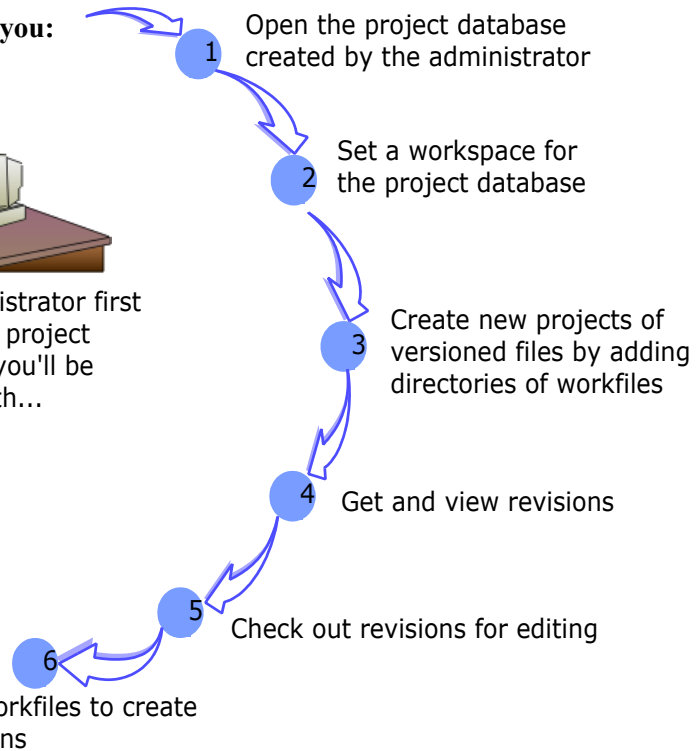 you:
1
Open the project database
created by the administrator
2
Set a workspace for
the project database
istrator first
project
you'll be
th...
3
Create new projects of
versioned files by adding
directories of workfiles
4
Get and view revisions
5
Check out revisions for editing
6
orkfiles to create
ns